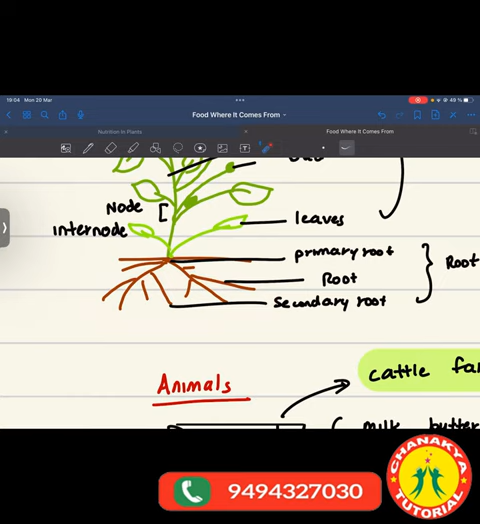 19:04 Mon 20 Mar
49%
Food Where It Comes From
Nutrition In Plants
Food Where It Comes From
Node
Internode
leaves
primary root
Root
Secondary root
Root
Animals
cattle
milk butter
9494327030
CHANAKYA
TUTORIAL